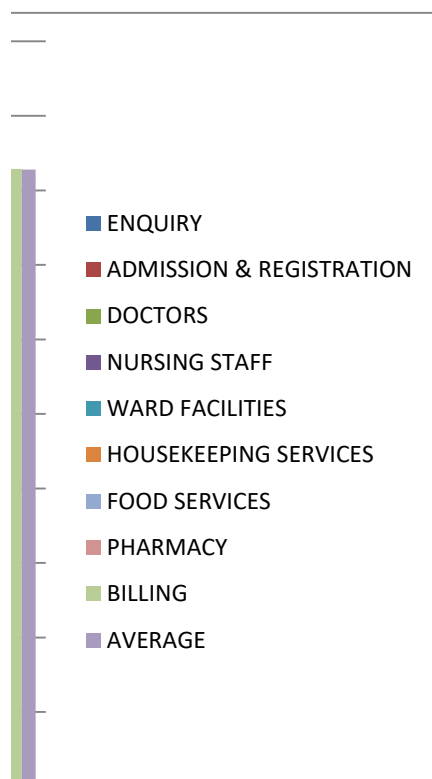 ENQUIRY
ADMISSION & REGISTRATION
DOCTORS
NURSING STAFF
WARD FACILITIES
HOUSEKEEPING SERVICES
FOOD SERVICES
PHARMACY
BILLING
AVERAGE